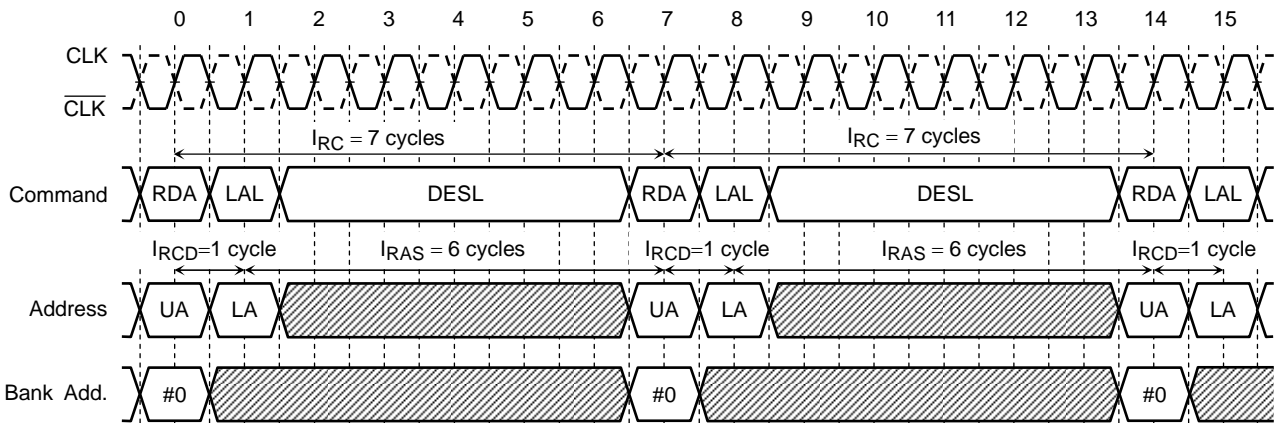 0 1 2 3 4 5 6 7 8 9 10 11 12 13 14 15
CLK
CLK
IRC = 7 cycles IRC = 7 cycles
Command RDA LAL DESL RDA LAL DESL RDA LAL
IRCD=1 cycle IRAS = 6 cycles IRCD=1 cycle IRAS = 6 cycles IRCD=1 cycle
Address UA LA UA LA UA LA
Bank Add. #0 #0 #0